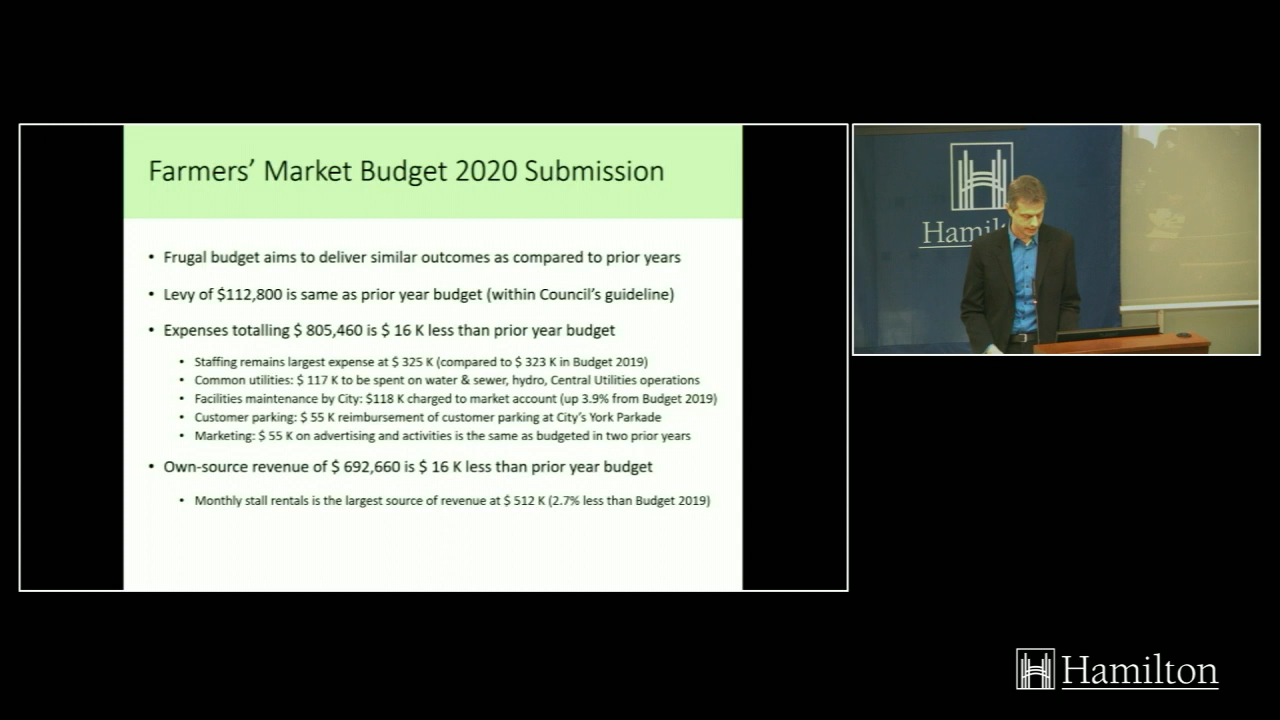 Farmers’ Market Budget 2020 Submission
• Frugal budget aims to deliver similar outcomes as compared to prior years
• Levy of $112,800 is same as prior year budget (within Council’s guideline)
• Expenses totalling $ 805,460 is $ 16 K less than prior year budget
• Staffing remains largest expense at $ 325 K (compared to $ 323 K in Budget 2019)
• Common utilities: $ 117 K to be spent on water & sewer, hydro, Central Utilities operations
• Facilities maintenance by City: $118 K charged to market account (up 3.9% from Budget 2019)
• Customer parking: $ 55 K reimbursement of customer parking at City’s York Parkade
• Marketing: $ 55 K on advertising and activities is the same as budgeted in two prior years
• Own-source revenue of $ 692,660 is $ 16 K less than prior year budget
• Monthly stall rentals is the largest source of revenue at $ 512 K (2.7% less than Budget 2019)
Hamil
Hamilton